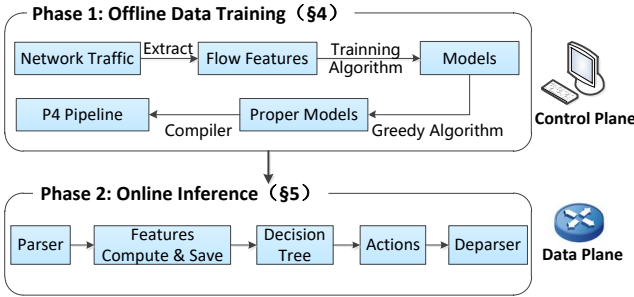 Phase 1: Offline Data Training（§4）
Network Traffic
Extract
Flow Features
Trainning
Algorithm
Models
P4 Pipeline
Compiler
Proper Models
Greedy Algorithm
Control Plane
Phase 2: Online Inference（§5）
Parser
Features
Compute & Save
Decision
Tree
Actions
Deparser
Data Plane